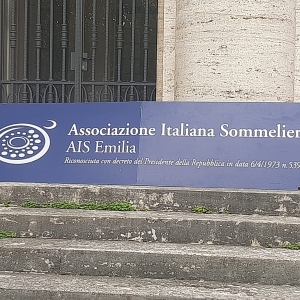 Associazione Italiana Sommelier
AIS Emilia
Riconosciuta con decreto del Presidente della Repubblica in data 6/4/1973 n.539